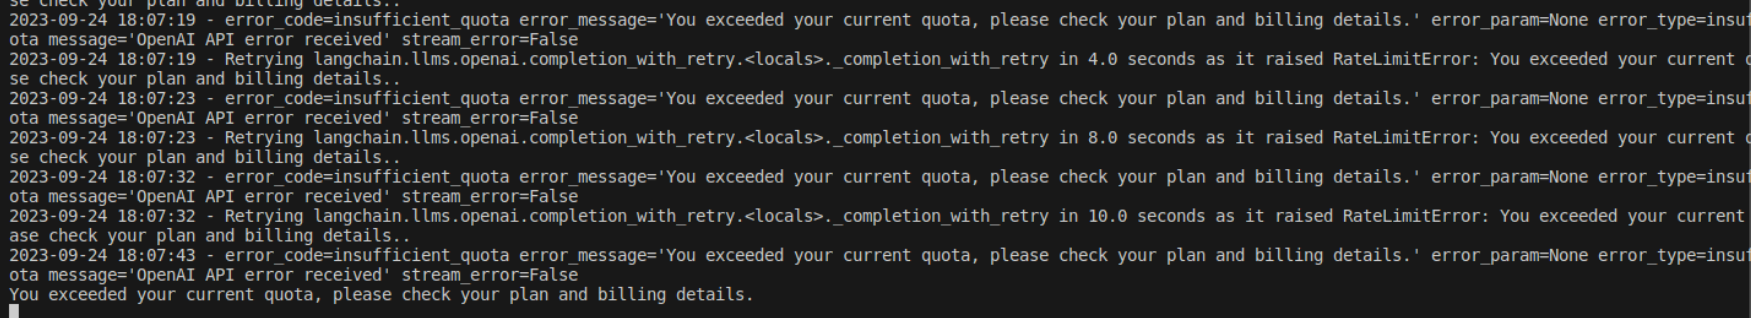 se check your plan and billing details..
2023-09-24 18:07:19 - error_code=insufficient_quota error_message='You exceeded your current quota, please check your plan and billing details.' error_param=None error_type=insuf
ota message='OpenAI API error received' stream_error=False
2023-09-24 18:07:19 - Retrying langchain.llms.openai.completion_with_retry.<locals>._completion_with_retry in 4.0 seconds as it raised RateLimitError: You exceeded your current
se check your plan and billing details..
2023-09-24 18:07:23 - error_code=insufficient_quota error_message='You exceeded your current quota, please check your plan and billing details.' error_param=None error_type=insuf
ota message='OpenAI API error received' stream_error=False
2023-09-24 18:07:23 - Retrying langchain.llms.openai.completion_with_retry.<locals>._completion_with_retry in 8.0 seconds as it raised RateLimitError: You exceeded your current
se check your plan and billing details..
2023-09-24 18:07:32 - error_code=insufficient_quota error_message='You exceeded your current quota, please check your plan and billing details.' error_param=None error_type=insuf
ota message='OpenAI API error received' stream_error=False
2023-09-24 18:07:32 - Retrying langchain.llms.openai.completion_with_retry.<locals>._completion_with_retry in 10.0 seconds as it raised RateLimitError: You exceeded your current
ase check your plan and billing details..
2023-09-24 18:07:43 - error_code=insufficient_quota error_message='You exceeded your current quota, please check your plan and billing details.' error_param=None error_type=insuf
ota message='OpenAI API error received' stream_error=False
You exceeded your current quota, please check your plan and billing details.